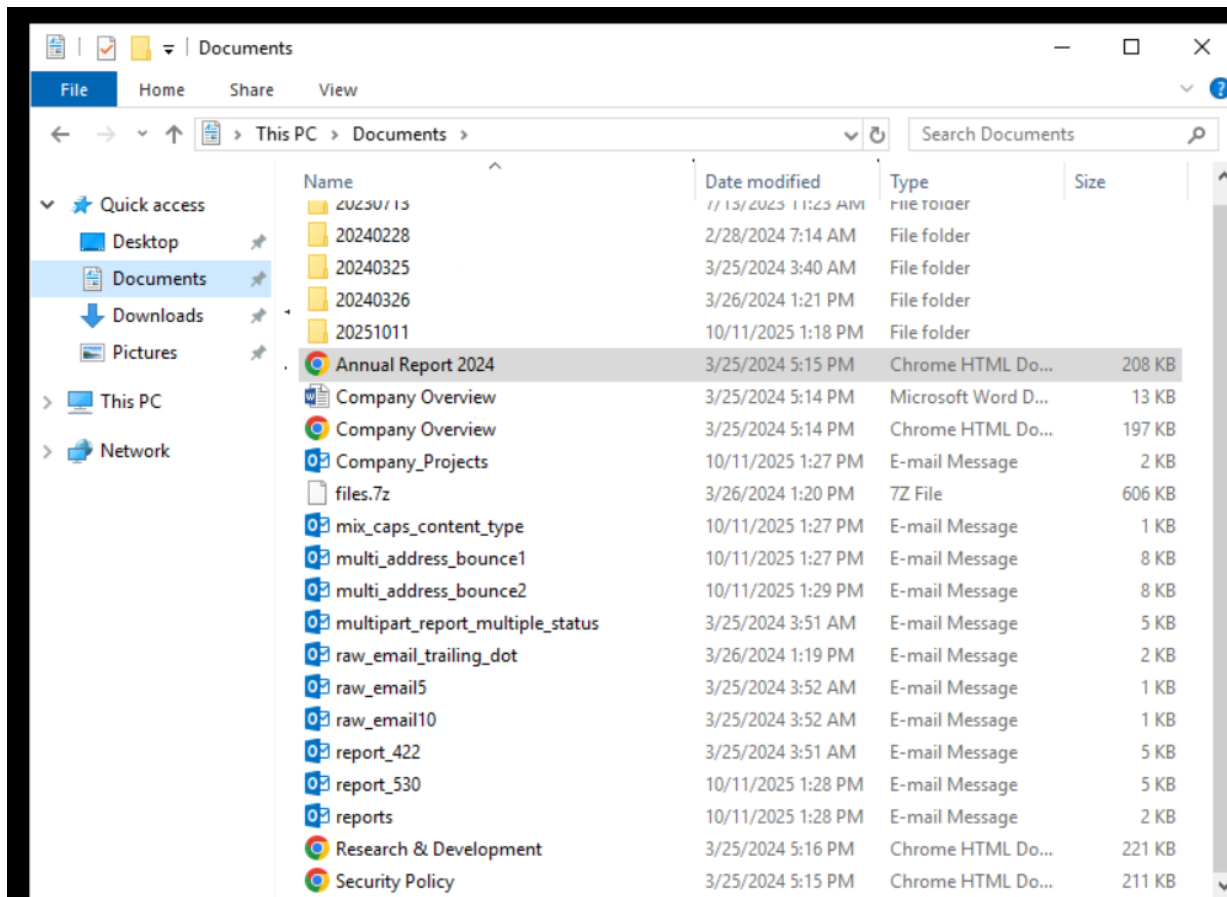 Documents
File Home Share View
This PC > Documents > Search Documents
Name Date modified Type Size
Quick access
Desktop
Documents
Downloads
Pictures
This PC
Network
20230713 7/13/2023 11:23 AM File folder
20240228 2/28/2024 7:14 AM File folder
20240325 3/25/2024 3:40 AM File folder
20240326 3/26/2024 1:21 PM File folder
20251011 10/11/2025 1:18 PM File folder
Annual Report 2024 3/25/2024 5:15 PM Chrome HTML Do... 208 KB
Company Overview 3/25/2024 5:14 PM Microsoft Word D... 13 KB
Company Overview 3/25/2024 5:14 PM Chrome HTML Do... 197 KB
Company_Projects 10/11/2025 1:27 PM E-mail Message 2 KB
files.7z 3/26/2024 1:20 PM 7Z File 606 KB
mix_caps_content_type 10/11/2025 1:27 PM E-mail Message 1 KB
multi_address_bounce1 10/11/2025 1:27 PM E-mail Message 8 KB
multi_address_bounce2 10/11/2025 1:29 PM E-mail Message 8 KB
multipart_report_multiple_status 3/25/2024 3:51 AM E-mail Message 5 KB
raw_email_trailing_dot 3/26/2024 1:19 PM E-mail Message 2 KB
raw_email5 3/25/2024 3:52 AM E-mail Message 1 KB
raw_email10 3/25/2024 3:52 AM E-mail Message 1 KB
report_422 3/25/2024 3:51 AM E-mail Message 5 KB
report_530 10/11/2025 1:28 PM E-mail Message 5 KB
reports 10/11/2025 1:28 PM E-mail Message 2 KB
Research & Development 3/25/2024 5:16 PM Chrome HTML Do... 221 KB
Security Policy 3/25/2024 5:15 PM Chrome HTML Do... 211 KB